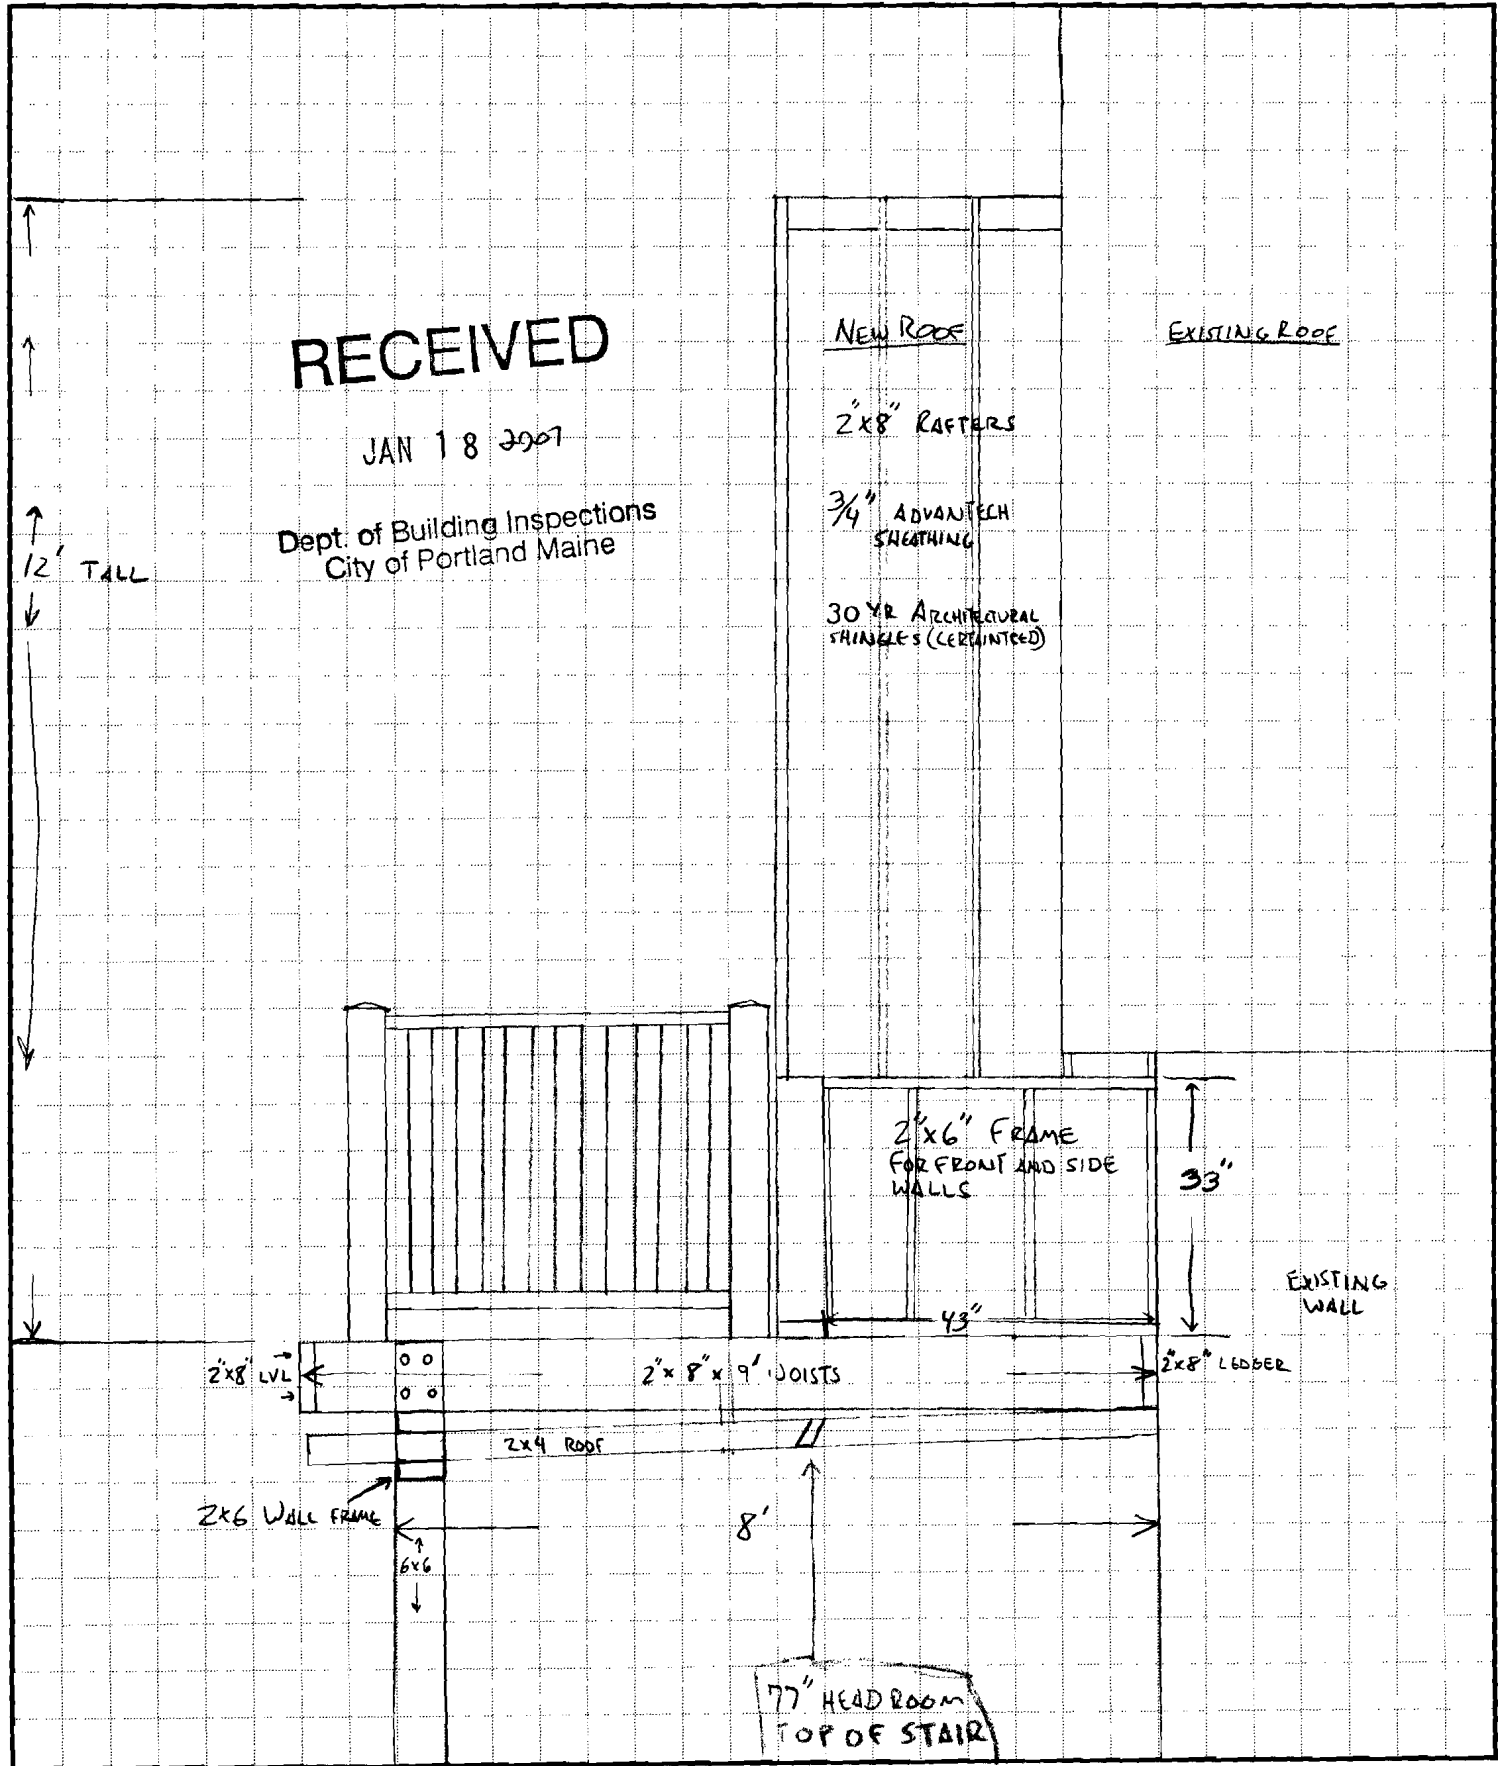 RECEIVED
JAN 18 2007
Dept. of Building Inspections
City of Portland Maine
12' TALL
NEW ROOF
EXISTING ROOF
2"x8" RAFTERS
3/4" ADVANTECH
SHEATHING
30 YR ARCHITECTURAL
SHINGLES (CERTAINTEED)
2"x6" FRAME
FOR FRONT AND SIDE
WALLS
33"
EXISTING
WALL
43"
2"x8" LVL
2"x8"x9' JOISTS
2"x8" LEDGER
2x4 ROOF
2x6 WALL FRAME
8'
6x6
77" HEADROOM
TOP OF STAIR